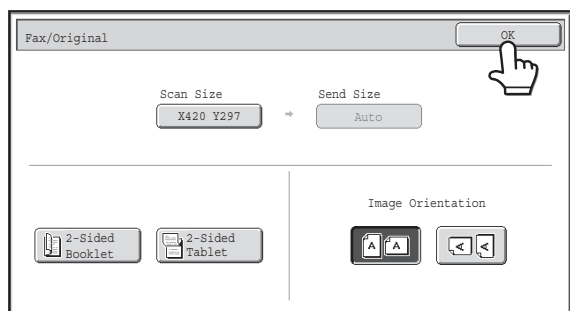 Fax/Original
OK
Scan Size
Send Size
X420 Y297
Auto
Image Orientation
2-Sided
Booklet
2-Sided
Tablet
A A
A A